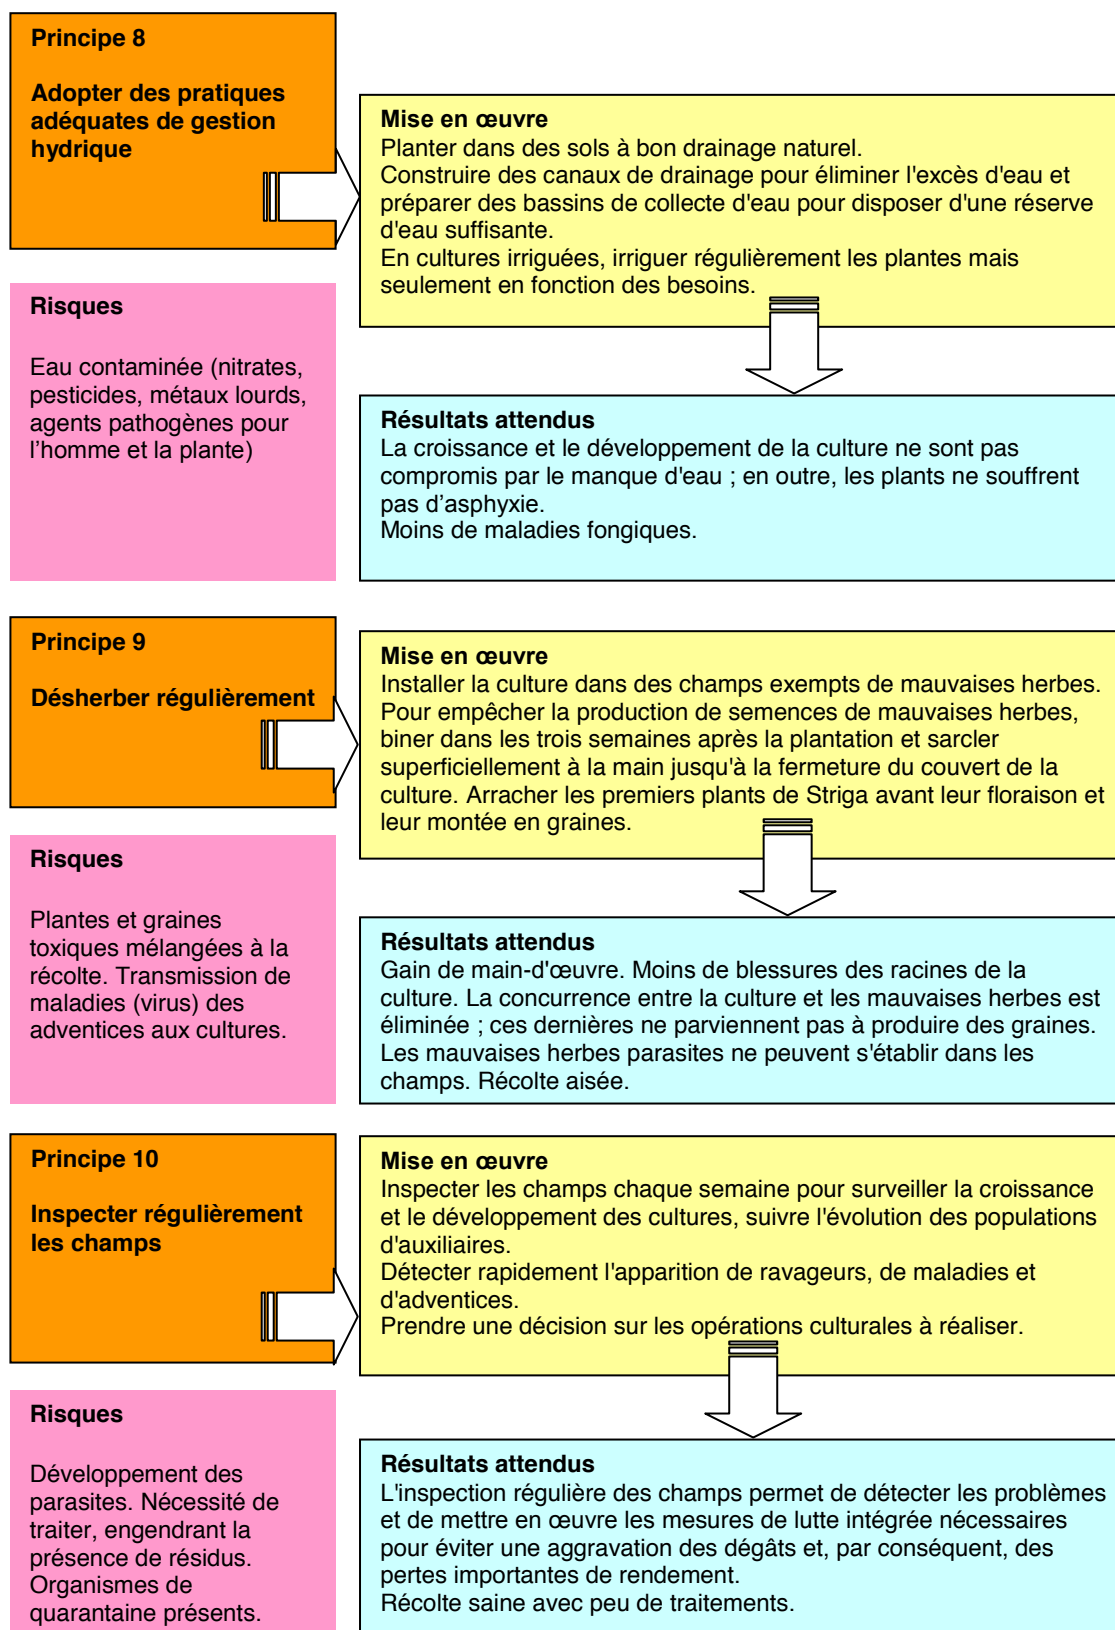 Principe 8
Adopter des pratiques
adéquates de gestion
hydrique
Mise en œuvre
Planter dans des sols à bon drainage naturel.
Construire des canaux de drainage pour éliminer l'excès d'eau et
préparer des bassins de collecte d'eau pour disposer d'une réserve
d'eau suffisante.
En cultures irriguées, irriguer régulièrement les plantes mais
seulement en fonction des besoins.
Risques
Eau contaminée (nitrates,
pesticides, métaux lourds,
agents pathogènes pour
l’homme et la plante)
Résultats attendus
La croissance et le développement de la culture ne sont pas
compromis par le manque d'eau ; en outre, les plants ne souffrent
pas d’asphyxie.
Moins de maladies fongiques.
Principe 9
Désherber régulièrement
Mise en œuvre
Installer la culture dans des champs exempts de mauvaises herbes.
Pour empêcher la production de semences de mauvaises herbes,
biner dans les trois semaines après la plantation et sarcler
superficiellement à la main jusqu'à la fermeture du couvert de la
culture. Arracher les premiers plants de Striga avant leur floraison et
leur montée en graines.
Risques
Plantes et graines
toxiques mélangées à la
récolte. Transmission de
maladies (virus) des
adventices aux cultures.
Résultats attendus
Gain de main-d'œuvre. Moins de blessures des racines de la
culture. La concurrence entre la culture et les mauvaises herbes est
éliminée ; ces dernières ne parviennent pas à produire des graines.
Les mauvaises herbes parasites ne peuvent s'établir dans les
champs. Récolte aisée.
Principe 10
Inspecter régulièrement
les champs
Mise en œuvre
Inspecter les champs chaque semaine pour surveiller la croissance
et le développement des cultures, suivre l'évolution des populations
d'auxiliaires.
Détecter rapidement l'apparition de ravageurs, de maladies et
d'adventices.
Prendre une décision sur les opérations culturales à réaliser.
Risques
Développement des
parasites. Nécessité de
traiter, engendrant la
présence de résidus.
Organismes de
quarantaine présents.
Résultats attendus
L'inspection régulière des champs permet de détecter les problèmes
et de mettre en œuvre les mesures de lutte intégrée nécessaires
pour éviter une aggravation des dégâts et, par conséquent, des
pertes importantes de rendement.
Récolte saine avec peu de traitements.